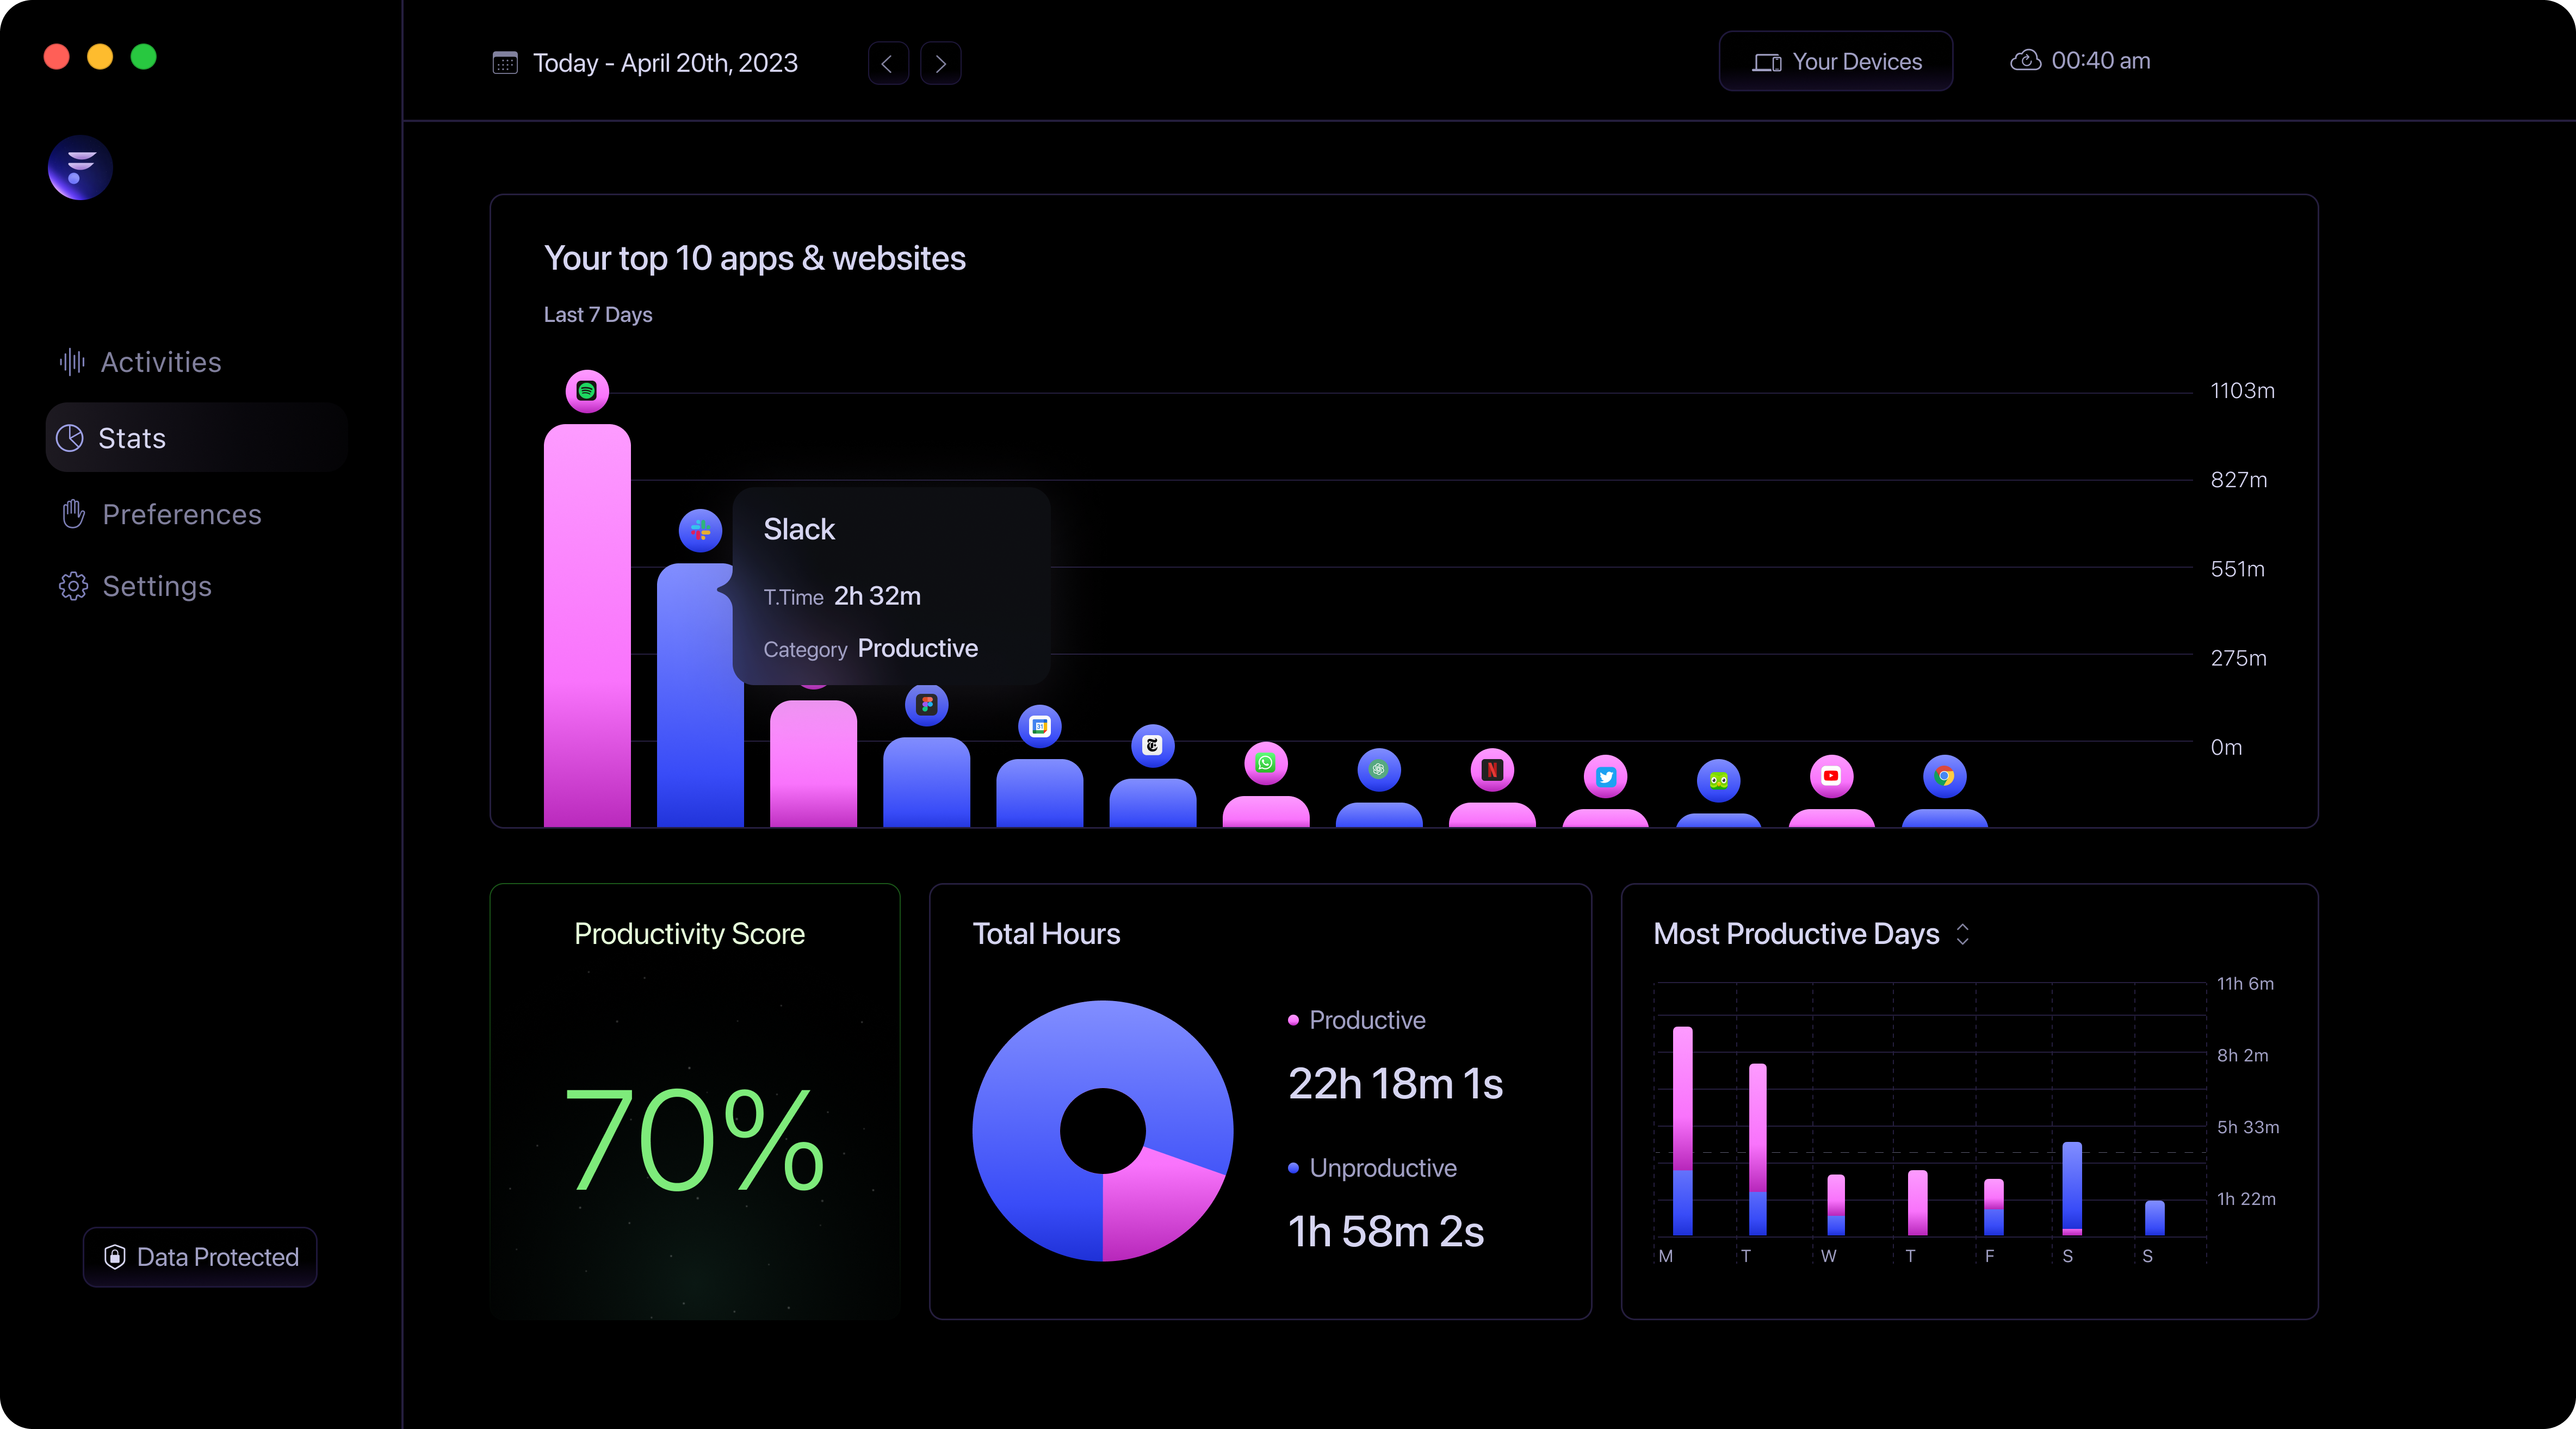 Today - April 20th, 2023
Your Devices
00:40 am
Activities
Stats
Preferences
Settings
Data Protected
Your top 10 apps & websites
Last 7 Days
1103m
827m
551m
275m
0m
Slack
T.Time 2h 32m
Category Productive
31
N
Productivity Score
70%
Total Hours
Productive
22h 18m 1s
Unproductive
1h 58m 2s
Most Productive Days
11h 6m
8h 2m
5h 33m
1h 22m
M T W T F S S